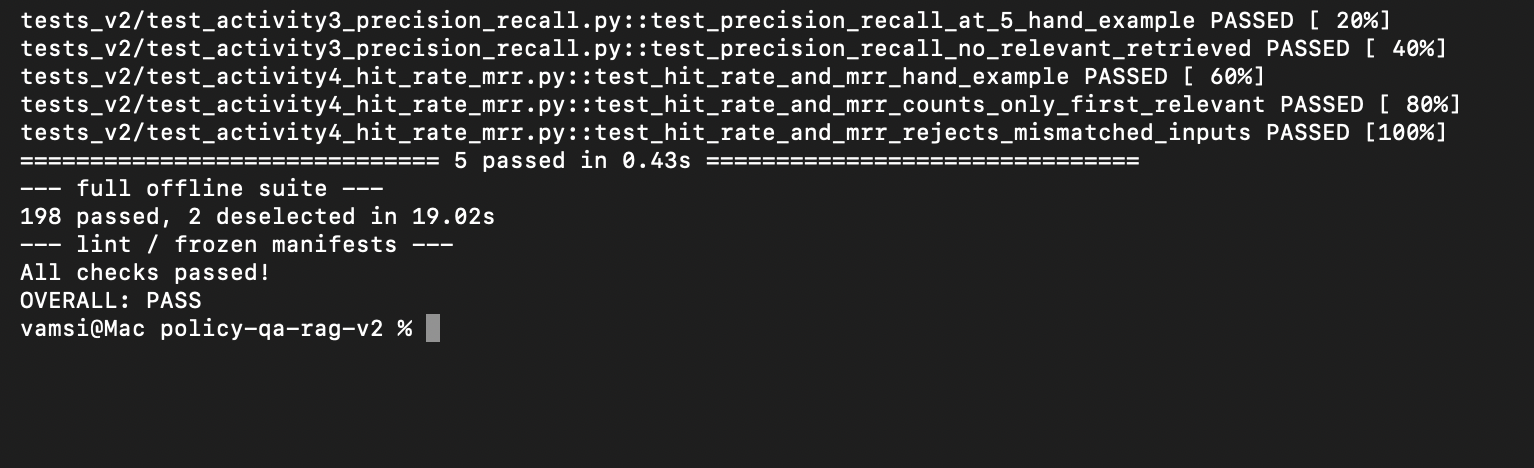 tests_v2/test_activity3_precision_recall.py::test_precision_recall_at_5_hand_example PASSED [ 20%]
tests_v2/test_activity3_precision_recall.py::test_precision_recall_no_relevant_retrieved PASSED [ 40%]
tests_v2/test_activity4_hit_rate_mrr.py::test_hit_rate_and_mrr_hand_example PASSED [ 60%]
tests_v2/test_activity4_hit_rate_mrr.py::test_hit_rate_and_mrr_counts_only_first_relevant PASSED [ 80%]
tests_v2/test_activity4_hit_rate_mrr.py::test_hit_rate_and_mrr_rejects_mismatched_inputs PASSED [100%]
============================== 5 passed in 0.43s ===============================
--- full offline suite ---
198 passed, 2 deselected in 19.02s
--- lint / frozen manifests ---
All checks passed!
OVERALL: PASS
vamsi@Mac policy-qa-rag-v2 %